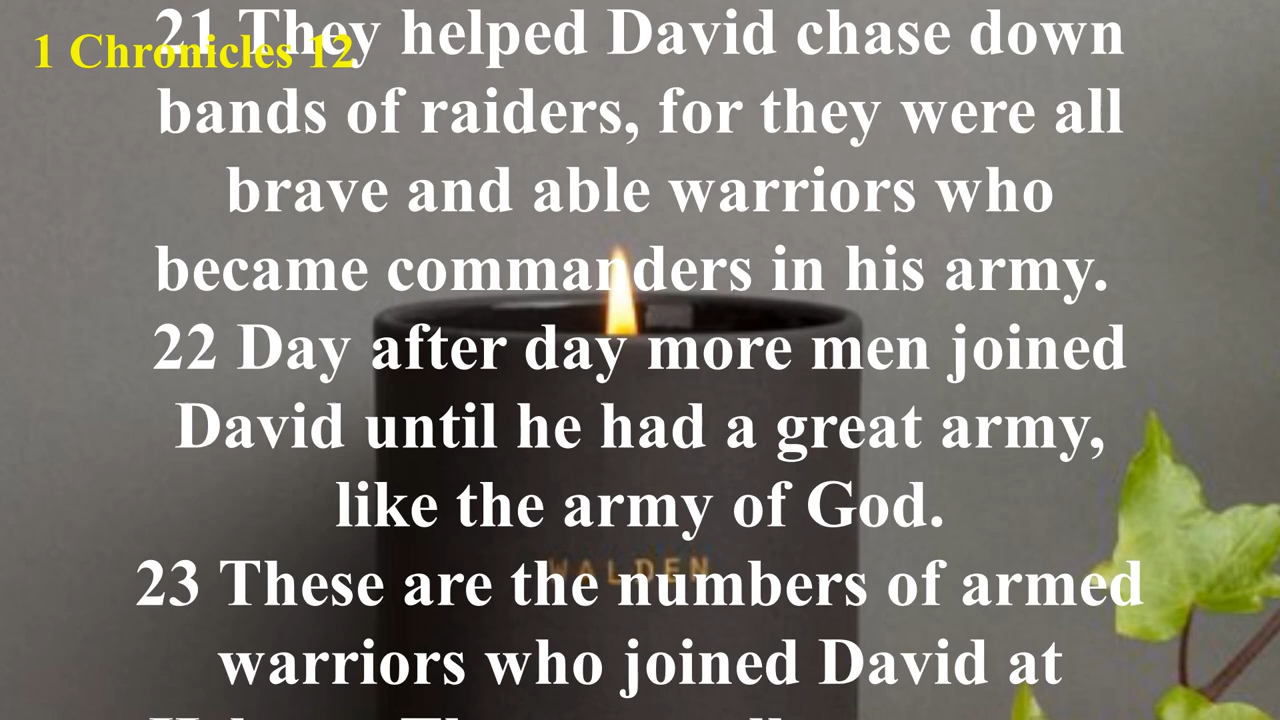 1 Chronicles 12
21 They helped David chase down
bands of raiders, for they were all
brave and able warriors who
became commanders in his army.
22 Day after day more men joined
David until he had a great army,
like the army of God.
WALDEN
23 These are the numbers of armed
warriors who joined David at